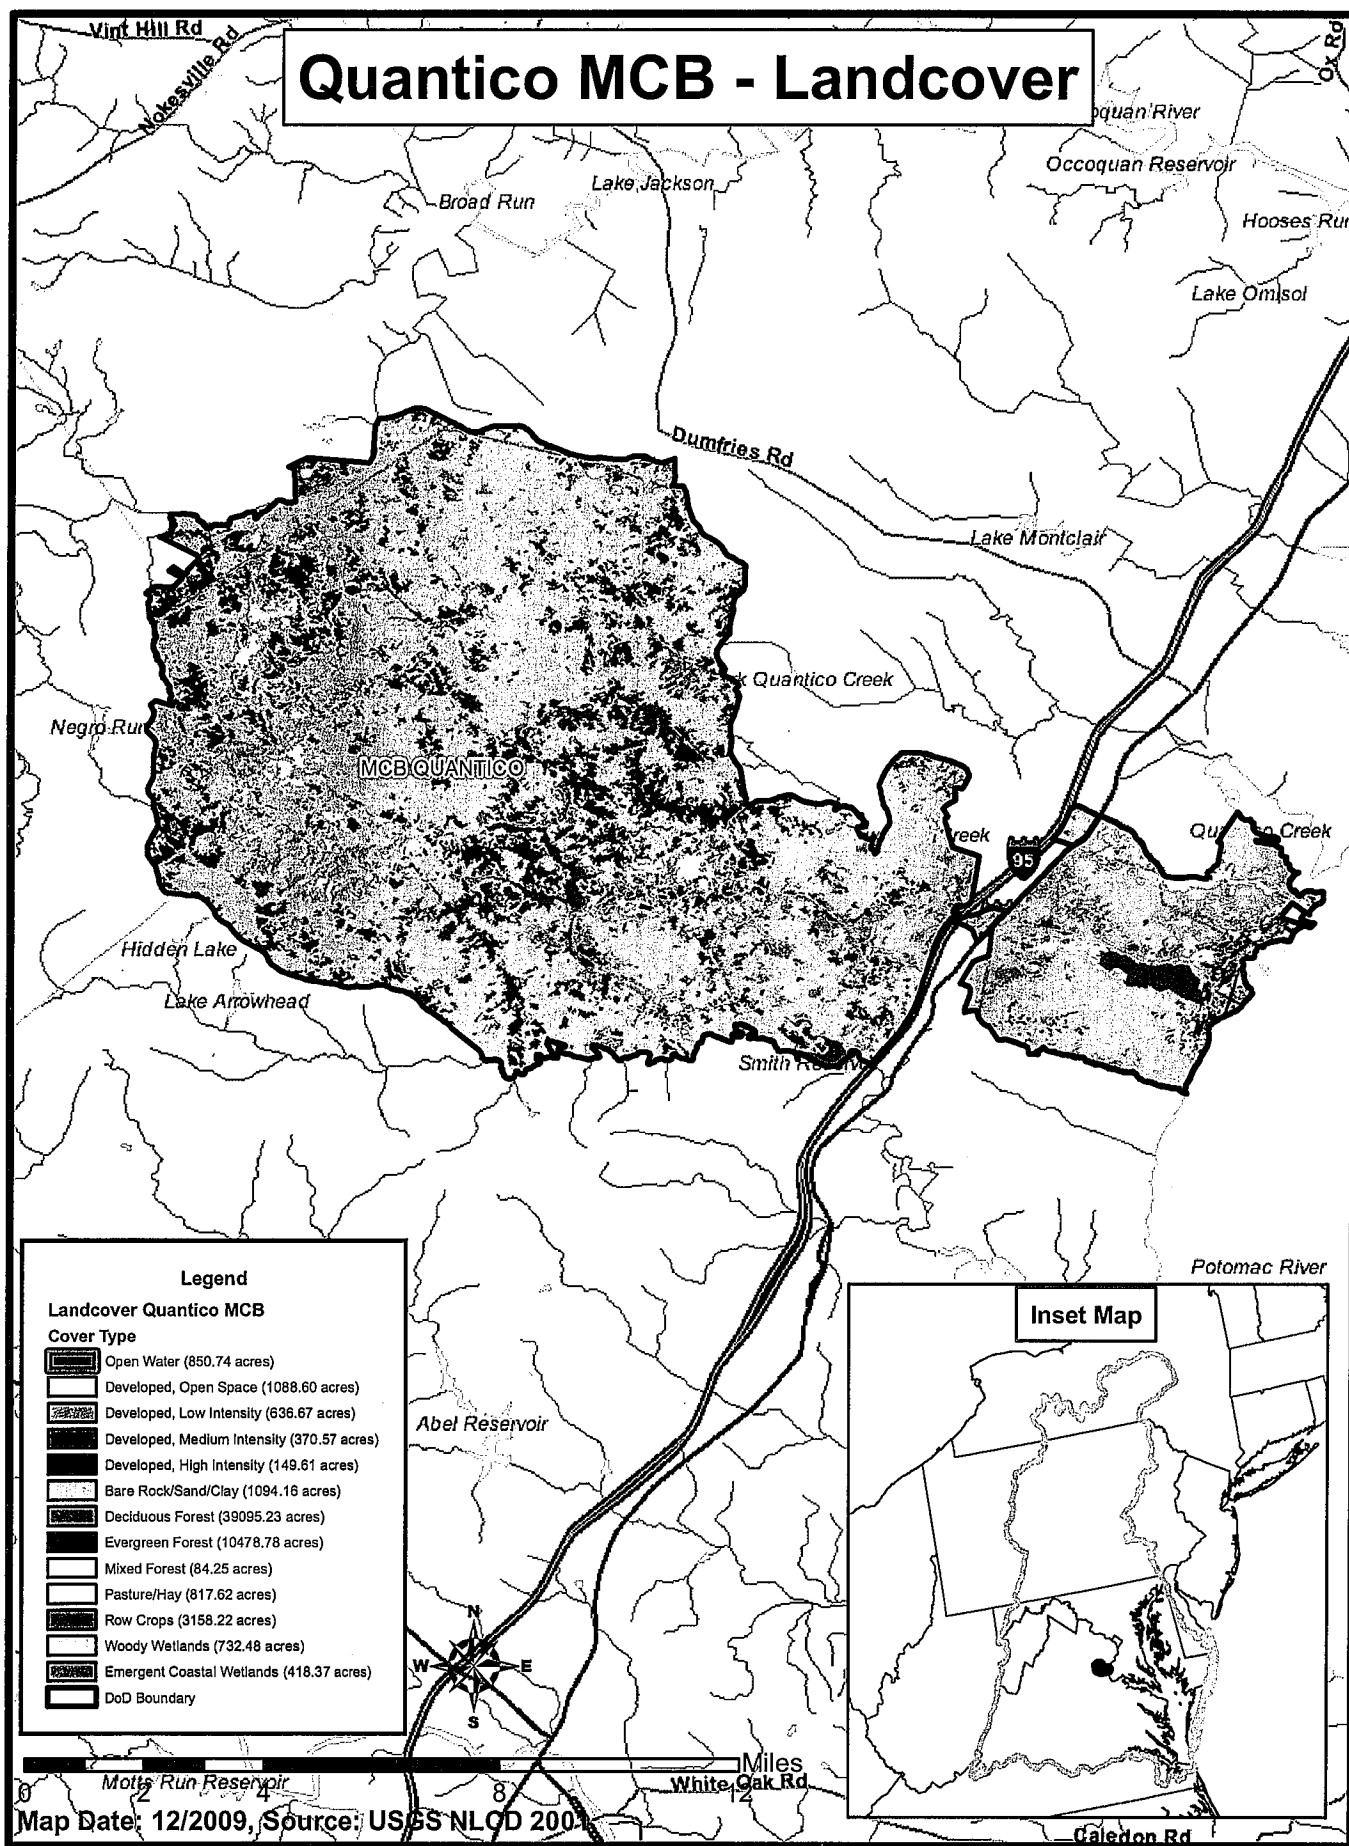 Vint Hill Rd
Nokesville Rd
Quantico MCB - Landcover
Ox Rd
oquan River
Occoquan Reservoir
Lake Jackson
Broad Run
Hooses Run
Lake Omisol
Dumfries Rd
Lake Montclair
k Quantico Creek
Negro Run
MCB QUANTICO
reek
95
Creek
Hidden Lake
Lake Arrowhead
Smith
Potomac River
Legend
Landcover Quantico MCB
Cover Type
Open Water (850.74 acres)
Developed, Open Space (1088.60 acres)
Developed, Low Intensity (636.67 acres)
Developed, Medium Intensity (370.57 acres)
Developed, High Intensity (149.61 acres)
Bare Rock/Sand/Clay (1094.16 acres)
Deciduous Forest (39095.23 acres)
Evergreen Forest (10478.78 acres)
Mixed Forest (84.25 acres)
Pasture/Hay (817.62 acres)
Row Crops (3158.22 acres)
Woody Wetlands (732.48 acres)
Emergent Coastal Wetlands (418.37 acres)
DoD Boundary
Abel Reservoir
Inset Map
N
W E
S
Miles
0 2 4 8 12
Motts Run Reservoir
White Oak Rd
Map Date: 12/2009, Source: USGS NLCD 2001
Caledon Rd